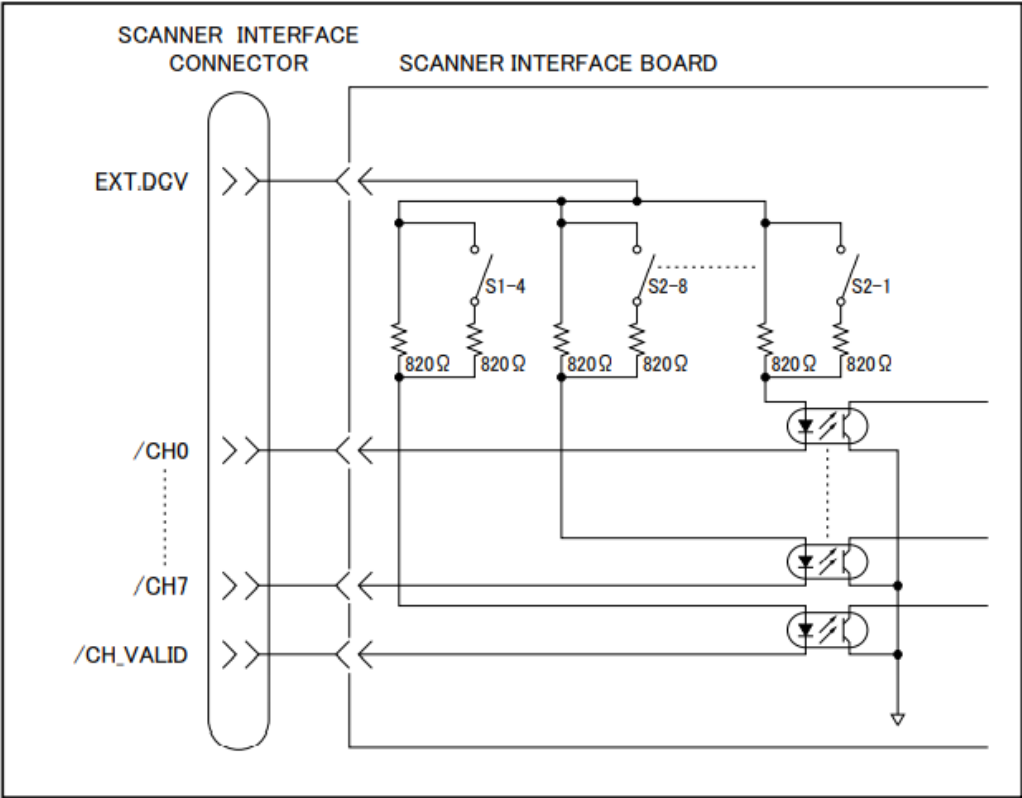 SCANNER INTERFACE
CONNECTOR
SCANNER INTERFACE BOARD
EXT.DCV
S1-4
S2-8
S2-1
820Ω
820Ω
820Ω
820Ω
820Ω
820Ω
/CH0
/CH7
/CH_VALID